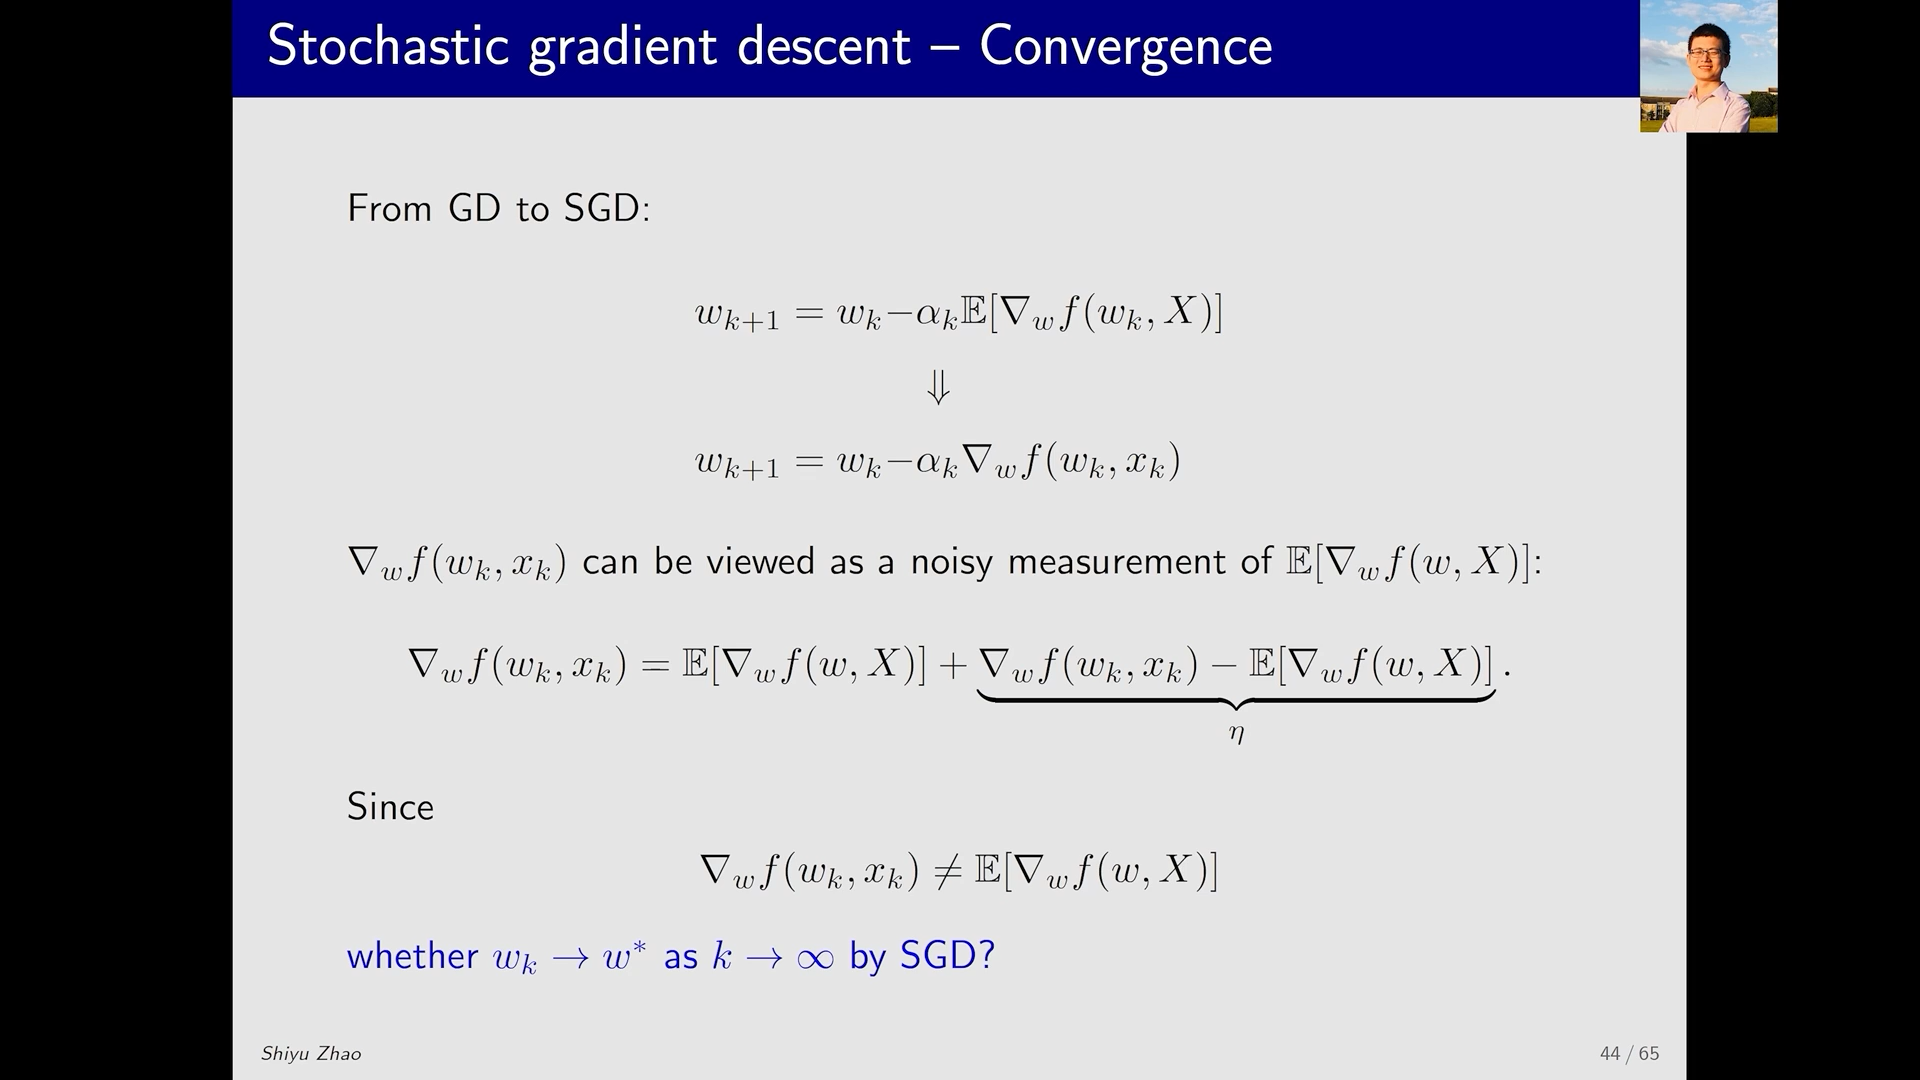 Stochastic gradient descent – Convergence
From GD to SGD:
w_{k+1} = w_k − α_k 𝔼[∇_w f(w_k, X)]
⇓
w_{k+1} = w_k − α_k ∇_w f(w_k, x_k)
∇_w f(w_k, x_k) can be viewed as a noisy measurement of 𝔼[∇_w f(w, X)]:
∇_w f(w_k, x_k) = 𝔼[∇_w f(w, X)] + ∇_w f(w_k, x_k) − 𝔼[∇_w f(w, X)].
η
Since
∇_w f(w_k, x_k) ≠ 𝔼[∇_w f(w, X)]
whether w_k → w* as k → ∞ by SGD?
Shiyu Zhao
44 / 65